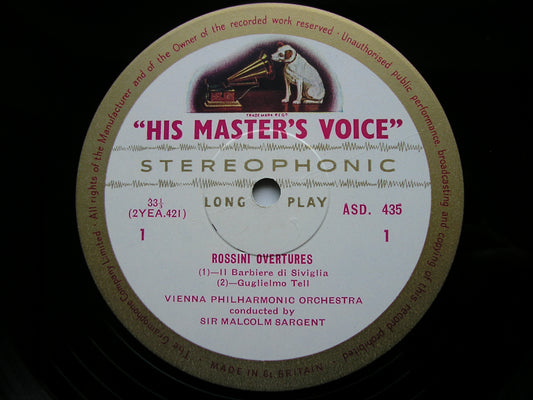 All rights of the Manufacturer and of the Owner of the recorded work reserved · Unauthorised public performance, broadcasting and copying of this record prohibited
TRADE MARK REGD
"HIS MASTER'S VOICE"
STEREOPHONIC
LONG PLAY
33⅓
(2YEA.421)
ASD. 435
1
1
ROSSINI OVERTURES
(1)—Il Barbiere di Siviglia
(2)—Guglielmo Tell
VIENNA PHILHARMONIC ORCHESTRA
conducted by
SIR MALCOLM SARGENT
The Gramophone Company Limited ·
MADE IN Gt. BRITAIN